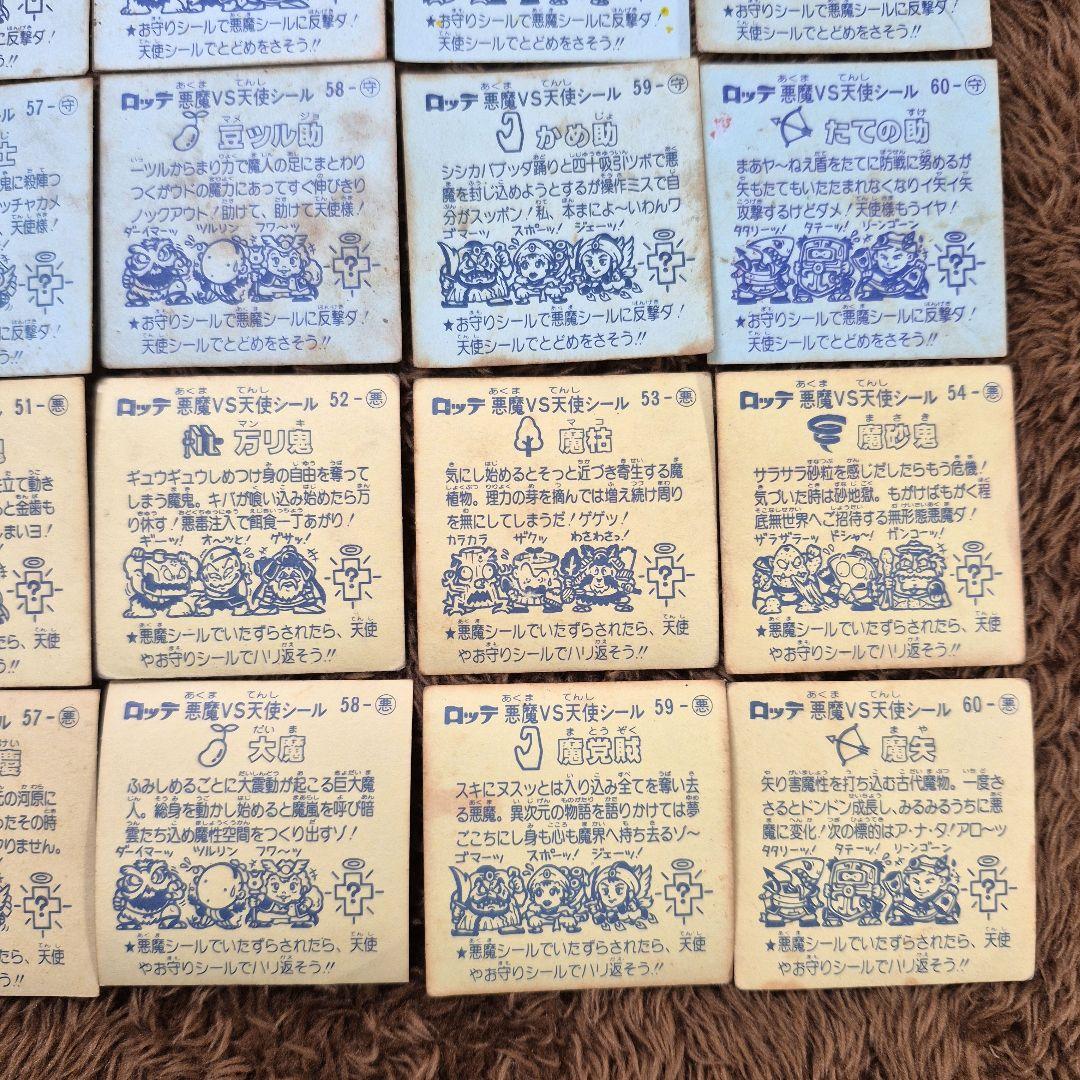 に反撃ダ!
★お守りシールで悪魔シールに反撃ダ!
天使シールでとどめをさそう!!
★お守りシールで悪魔シールに反撃ダ!
天使シールでとどめをさそう!!
★お守りシールで悪魔シールに反撃ダ!
天使シールでとどめをさそう!!
57-守
士
に反撃ダ!
ロッテ 悪魔VS天使シール 58-守
豆ツル助
一ツルからまり力で魔人の足にまとわり
つくがウドの魔力にあってすぐ伸びきり
ノックアウト!助けて、助けて天使様!
ダーイマーッ ツルリン フワ〜ッ
★お守りシールで悪魔シールに反撃ダ!
天使シールでとどめをさそう!!
ロッテ 悪魔VS天使シール 59-守
かめ助
シシカバブッダ踊りと四十吸引ツボで悪
魔を封じ込めようとするが操作ミスで自
分がスッポン!私、本まによ〜いわんワ
ゴマーッ スポーッ! ジェーッ!
★お守りシールで悪魔シールに反撃ダ!
天使シールでとどめをさそう!!
ロッテ 悪魔VS天使シール 60-守
たての助
まあヤ〜ねえ盾をたてに防戦に努めるが
矢もたてもいたたまれなくなりイ矢イ矢
攻撃するけどダメ!天使様もうイヤ!
タタリーッ! タテーッ! リーンゴーン
★お守りシールで悪魔シールに反撃ダ!
天使シールでとどめをさそう!!
51-悪
たら、天使
う!!
ロッテ 悪魔VS天使シール 52-悪
万リ鬼
ギュウギュウしめつけ身の自由を奪って
しまう魔鬼。キバが喰い込み始めたら万
り休す!悪毒注入で餌食一丁あがり!
ギーッ! オ〜ッと! ゲサッ!
★悪魔シールでいたずらされたら、天使
やお守りシールでハリ返そう!!
ロッテ 悪魔VS天使シール 53-悪
魔枯
気にし始めるとそっと近づき寄生する魔
植物。理力の芽を摘んでは増え続け周り
を無にしてしまうだ!ゲゲッ!
カラカラ ザクッ わさわさっ!
★悪魔シールでいたずらされたら、天使
やお守りシールでハリ返そう!!
ロッテ 悪魔VS天使シール 54-悪
魔砂鬼
サラサラ砂粒を感じだしたらもう危機!
気づいた時は砂地獄。もがけばもがく程
底無世界へご招待する無形態悪魔ダ!
ザラザラーッ ドシャ〜! ガンコーッ!
★悪魔シールでいたずらされたら、天使
やお守りシールでハリ返そう!!
57-悪
慶
たら、天使
う!!
ロッテ 悪魔VS天使シール 58-悪
大魔
ふみしめるごとに大震動が起こる巨大魔
人。総身を動かし始めると魔嵐を呼び暗
雲たち込め魔性空間をつくり出すゾ!
ダーイマーッ ツルリン フワ〜ッ
★悪魔シールでいたずらされたら、天使
やお守りシールでハリ返そう!!
ロッテ 悪魔VS天使シール 59-悪
魔党賊
スキにヌスッとは入り込み全てを奪い去
る悪魔。異次元の物語を語りかけては夢
ごこちにし身も心も魔界へ持ち去るゾ〜
ゴマーッ スポーッ! ジェーッ!
★悪魔シールでいたずらされたら、天使
やお守りシールでハリ返そう!!
ロッテ 悪魔VS天使シール 60-悪
魔矢
矢り害魔性を打ち込む古代魔物。一度さ
さるとドンドン成長し、みるみるうちに悪
魔に変化!次の標的はア・ナ・タ!アロ〜ッ
タタリーッ! タテーッ! リーンゴーン
★悪魔シールでいたずらされたら、天使
やお守りシールでハリ返そう!!